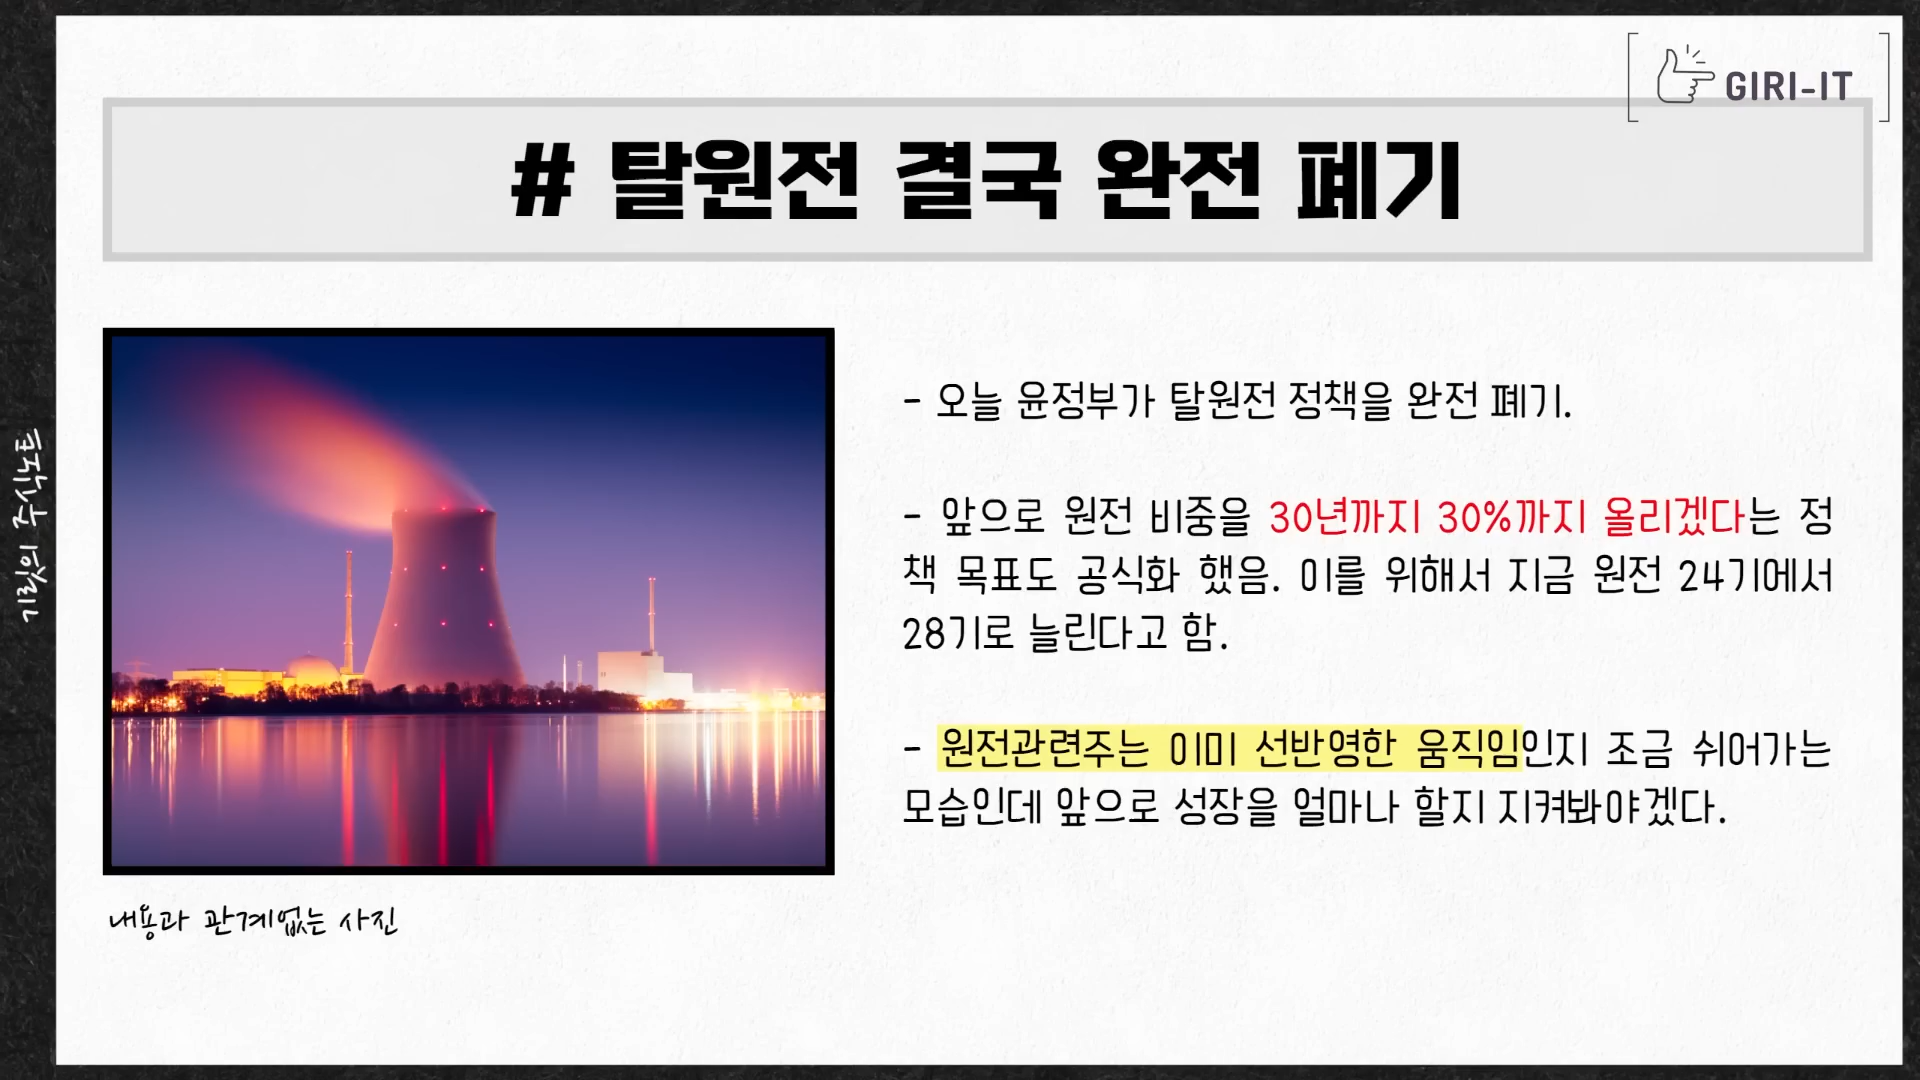 GIRI-IT
# 탈원전 결국 완전 폐기
- 오늘 윤정부가 탈원전 정책을 완전 폐기.
- 앞으로 원전 비중을 30년까지 30%까지 올리겠다는 정
책 목표도 공식화 했음. 이를 위해서 지금 원전 24기에서
28기로 늘린다고 함.
- 원전관련주는 이미 선반영한 움직임인지 조금 쉬어가는
모습인데 앞으로 성장을 얼마나 할지 지켜봐야겠다.
내용과 관계없는 사진
기릿의 주식노트